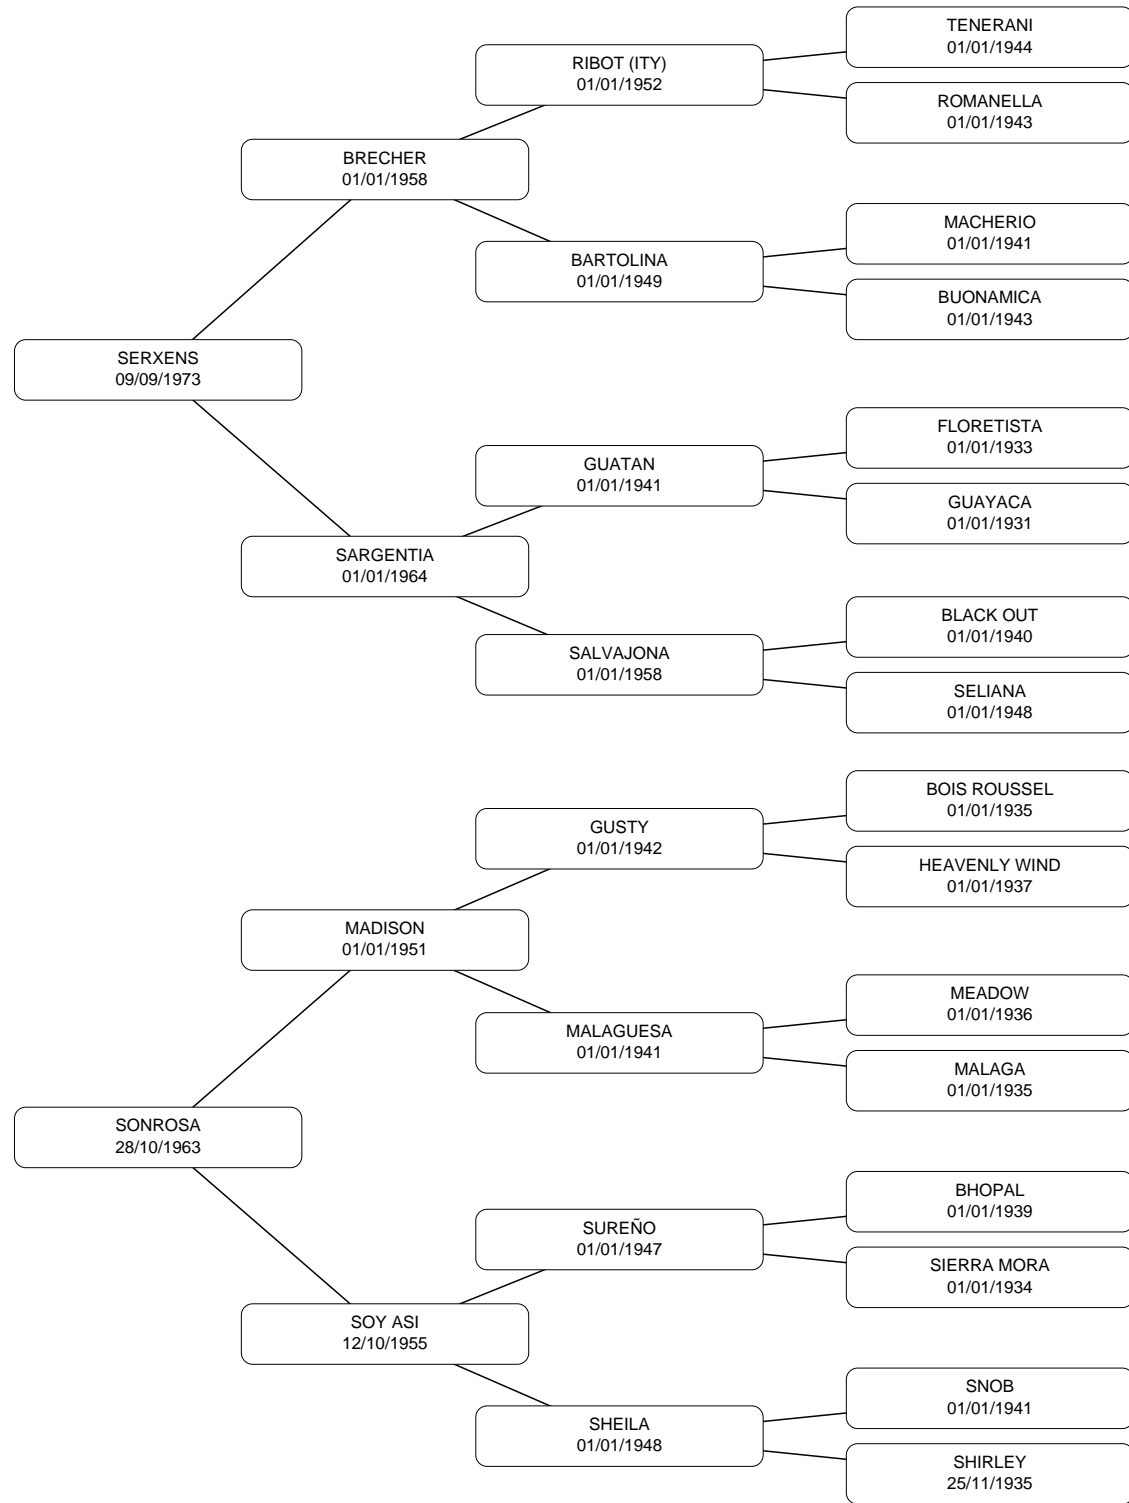 TENERANI
01/01/1944
RIBOT (ITY)
01/01/1952
ROMANELLA
01/01/1943
BRECHER
01/01/1958
MACHERIO
01/01/1941
BARTOLINA
01/01/1949
BUONAMICA
01/01/1943
SERXENS
09/09/1973
FLORETISTA
01/01/1933
GUATAN
01/01/1941
GUAYACA
01/01/1931
SARGENTIA
01/01/1964
BLACK OUT
01/01/1940
SALVAJONA
01/01/1958
SELIANA
01/01/1948
BOIS ROUSSEL
01/01/1935
GUSTY
01/01/1942
HEAVENLY WIND
01/01/1937
MADISON
01/01/1951
MEADOW
01/01/1936
MALAGUESA
01/01/1941
MALAGA
01/01/1935
SONROSA
28/10/1963
BHOPAL
01/01/1939
SUREÑO
01/01/1947
SIERRA MORA
01/01/1934
SOY ASI
12/10/1955
SNOB
01/01/1941
SHEILA
01/01/1948
SHIRLEY
25/11/1935